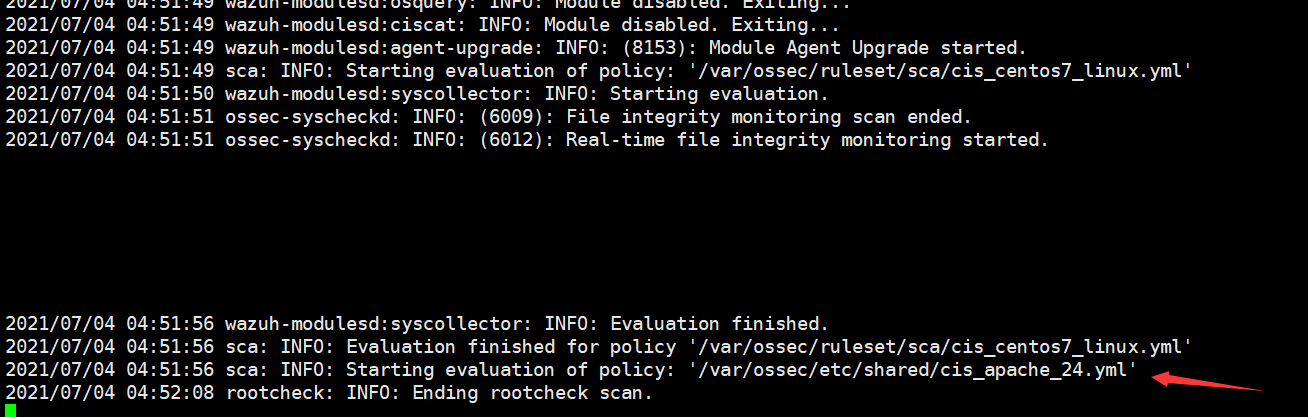 2021/07/04 04:51:49 wazuh-modulesd:osquery: INFO: Module disabled. Exiting...
2021/07/04 04:51:49 wazuh-modulesd:ciscat: INFO: Module disabled. Exiting...
2021/07/04 04:51:49 wazuh-modulesd:agent-upgrade: INFO: (8153): Module Agent Upgrade started.
2021/07/04 04:51:49 sca: INFO: Starting evaluation of policy: '/var/ossec/ruleset/sca/cis_centos7_linux.yml'
2021/07/04 04:51:50 wazuh-modulesd:syscollector: INFO: Starting evaluation.
2021/07/04 04:51:51 ossec-syscheckd: INFO: (6009): File integrity monitoring scan ended.
2021/07/04 04:51:51 ossec-syscheckd: INFO: (6012): Real-time file integrity monitoring started.
2021/07/04 04:51:56 wazuh-modulesd:syscollector: INFO: Evaluation finished.
2021/07/04 04:51:56 sca: INFO: Evaluation finished for policy '/var/ossec/ruleset/sca/cis_centos7_linux.yml'
2021/07/04 04:51:56 sca: INFO: Starting evaluation of policy: '/var/ossec/etc/shared/cis_apache_24.yml'
2021/07/04 04:52:08 rootcheck: INFO: Ending rootcheck scan.